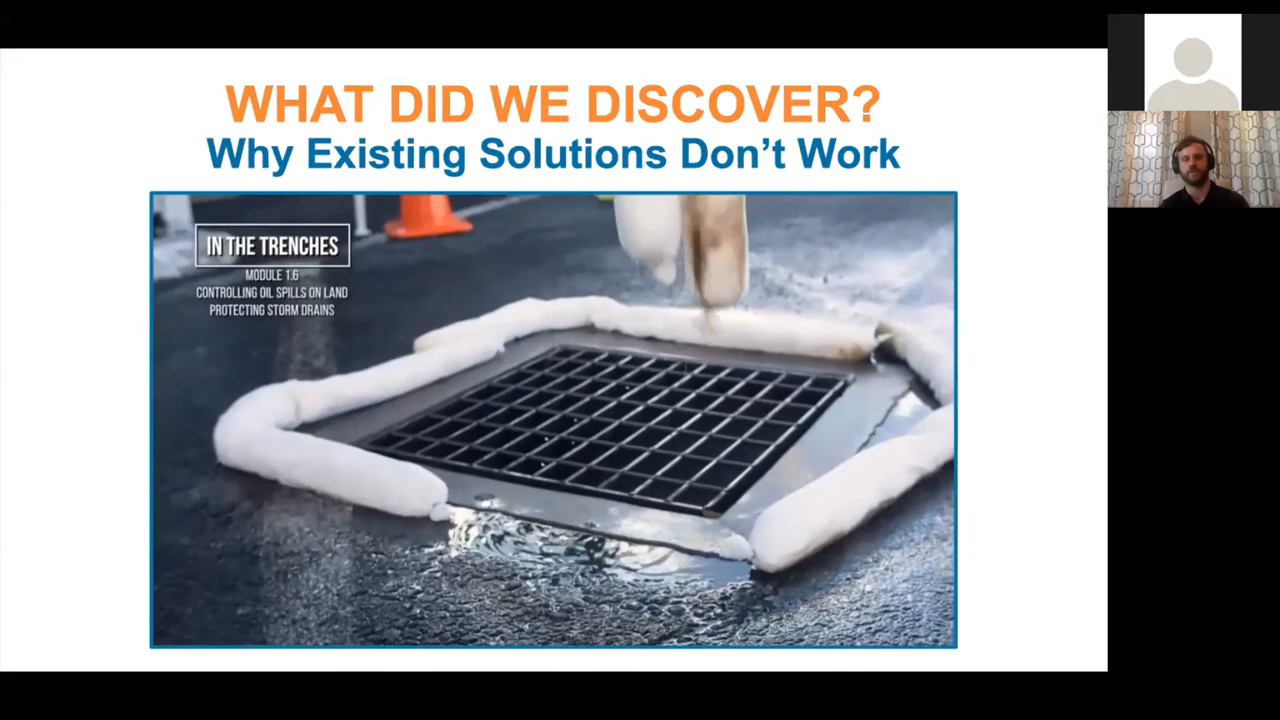 WHAT DID WE DISCOVER?
Why Existing Solutions Don’t Work
IN THE TRENCHES
MODULE 1.6
CONTROLLING OIL SPILLS ON LAND
PROTECTING STORM DRAINS